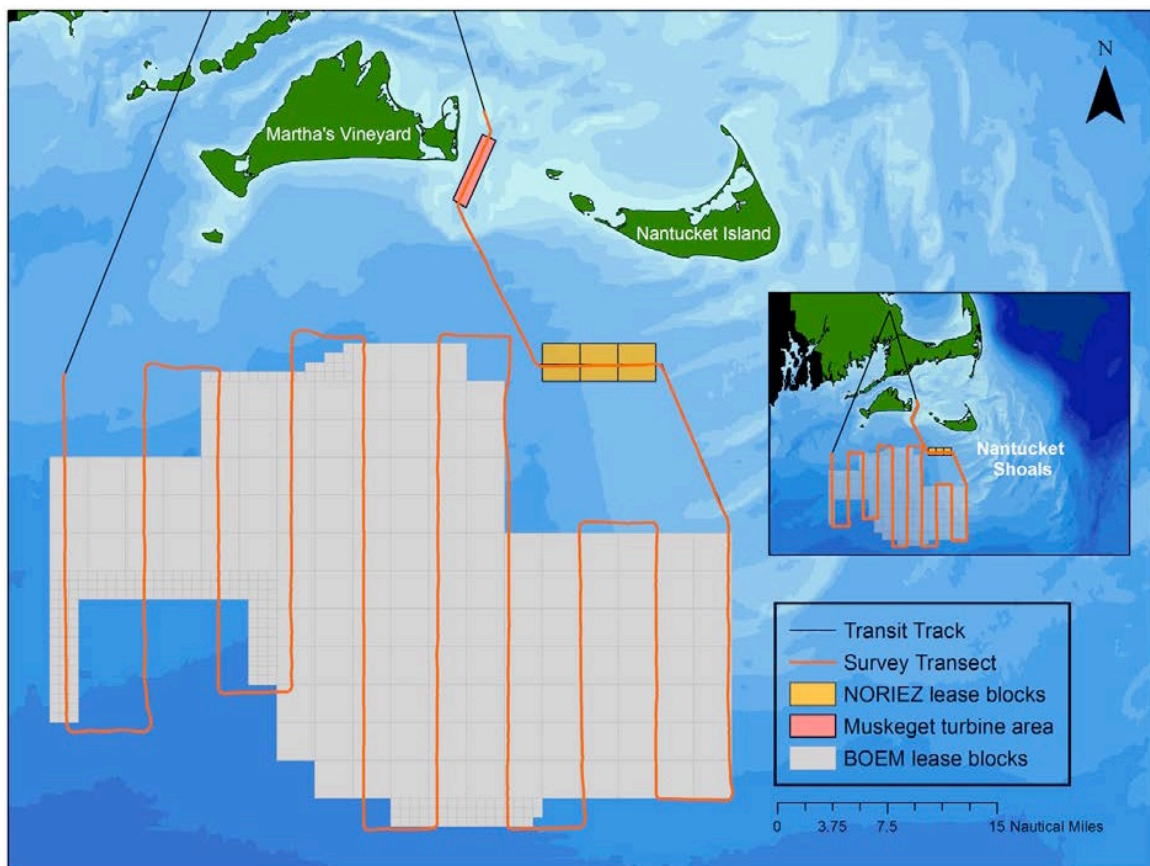 N
Martha's Vineyard
Nantucket Island
Nantucket
Shoals
Transit Track
Survey Transect
NORIEZ lease blocks
Muskeget turbine area
BOEM lease blocks
0 3.75 7.5 15 Nautical Miles